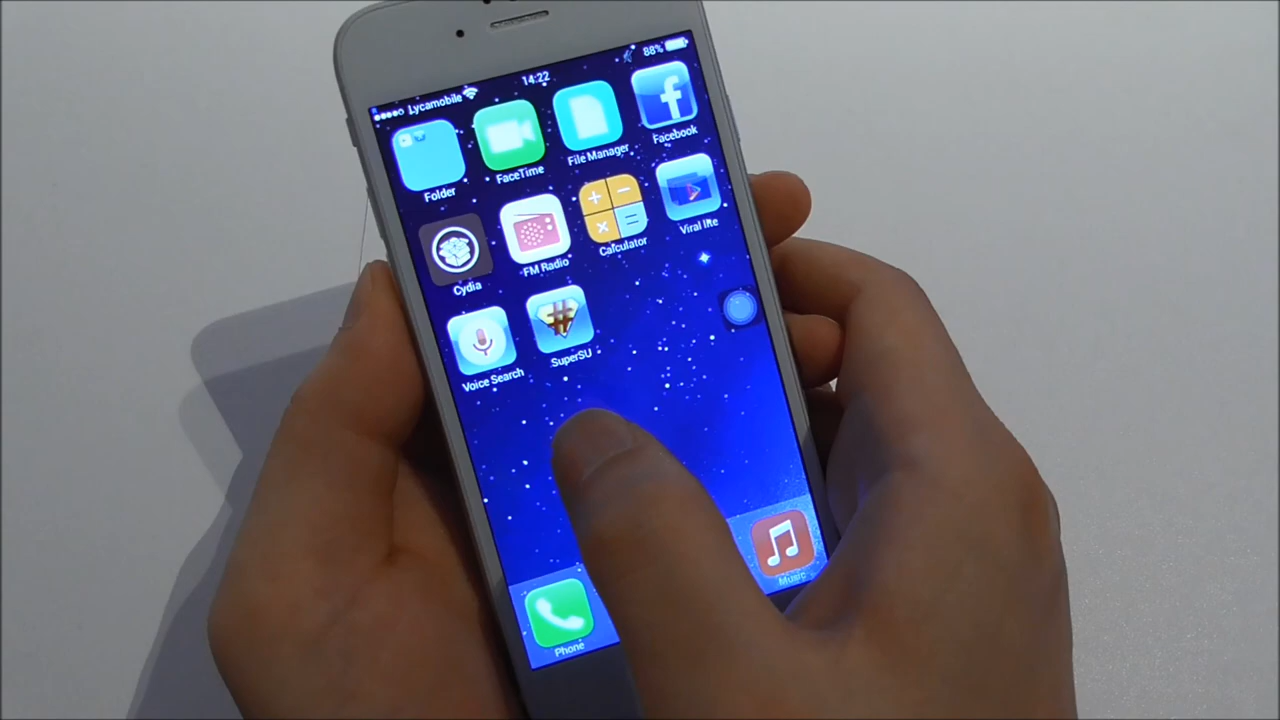 Lycamobile
14:22
88%
Folder
FaceTime
File Manager
f
Facebook
Cydia
FM Radio
Calculator
Viral lite
Voice Search
SuperSU
Phone
Music